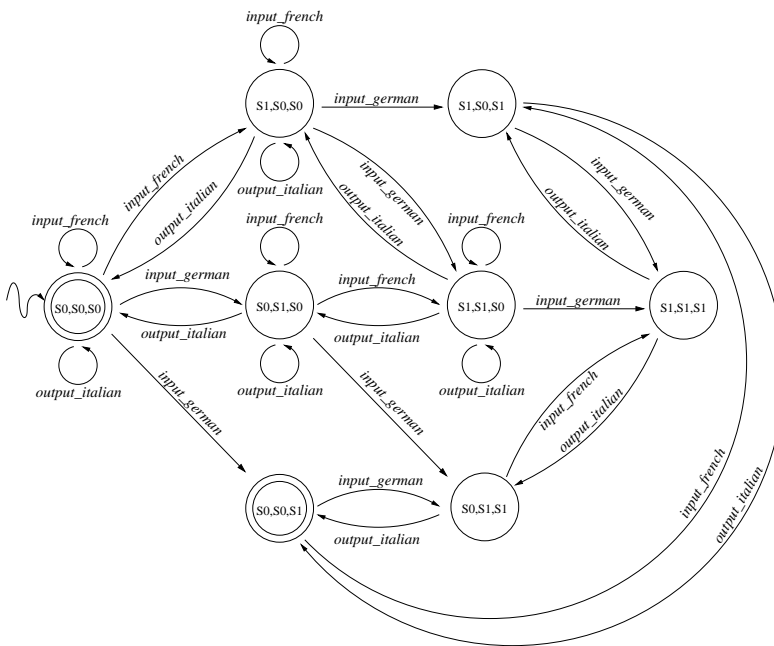 input_french
S1,S0,S0
input_german
S1,S0,S1
output_italian
input_french
output_italian
input_german
output_italian
input_german
output_italian
input_french
input_french
input_french
S0,S0,S0
input_german
output_italian
S0,S1,S0
input_french
output_italian
S1,S1,S0
input_german
S1,S1,S1
output_italian
output_italian
output_italian
input_german
input_german
input_french
output_italian
S0,S0,S1
input_german
output_italian
S0,S1,S1
input_french
output_italian